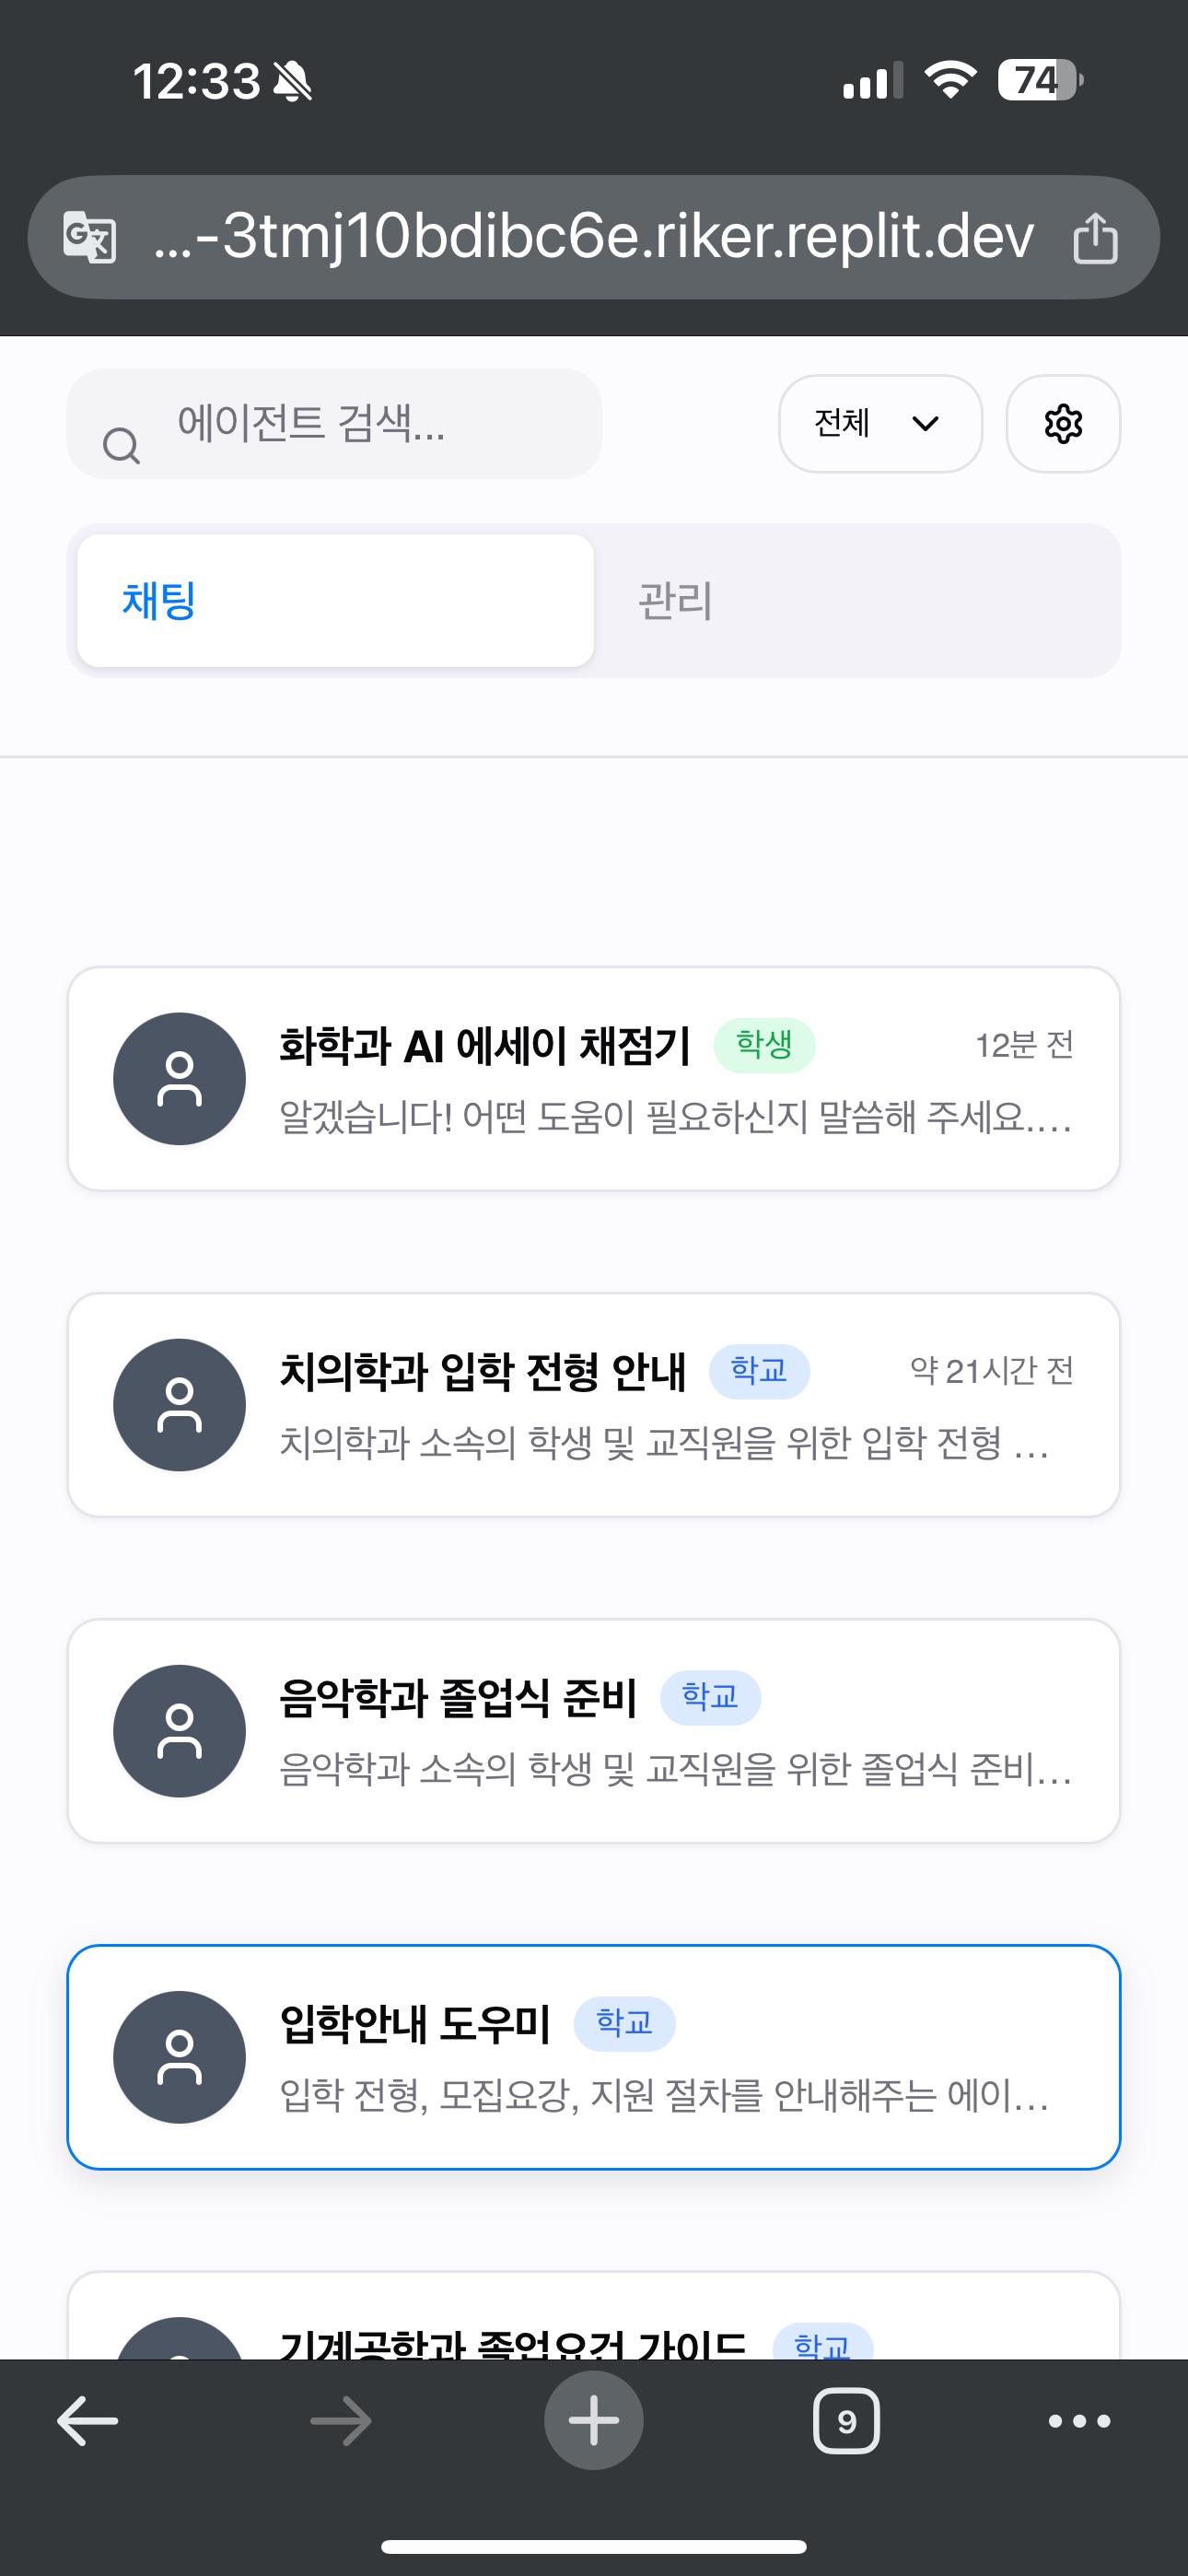 12:33
74
...-3tmj10bdibc6e.riker.replit.dev
에이전트 검색...
전체
채팅
관리
화학과 AI 에세이 채점기 학생 12분 전
알겠습니다! 어떤 도움이 필요하신지 말씀해 주세요....
치의학과 입학 전형 안내 학교 약 21시간 전
치의학과 소속의 학생 및 교직원을 위한 입학 전형 ...
음악학과 졸업식 준비 학교
음악학과 소속의 학생 및 교직원을 위한 졸업식 준비...
입학안내 도우미 학교
입학 전형, 모집요강, 지원 절차를 안내해주는 에이...
기계공학과 졸업요건 가이드 학교
9